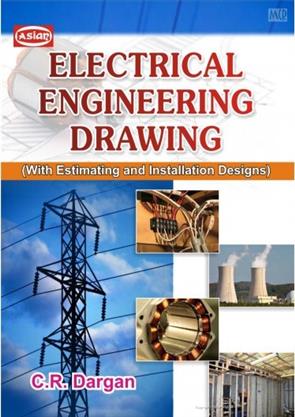 Asian
ELECTRICAL
ENGINEERING
DRAWING
(With Estimating and Installation Designs)
C.R. Dargan